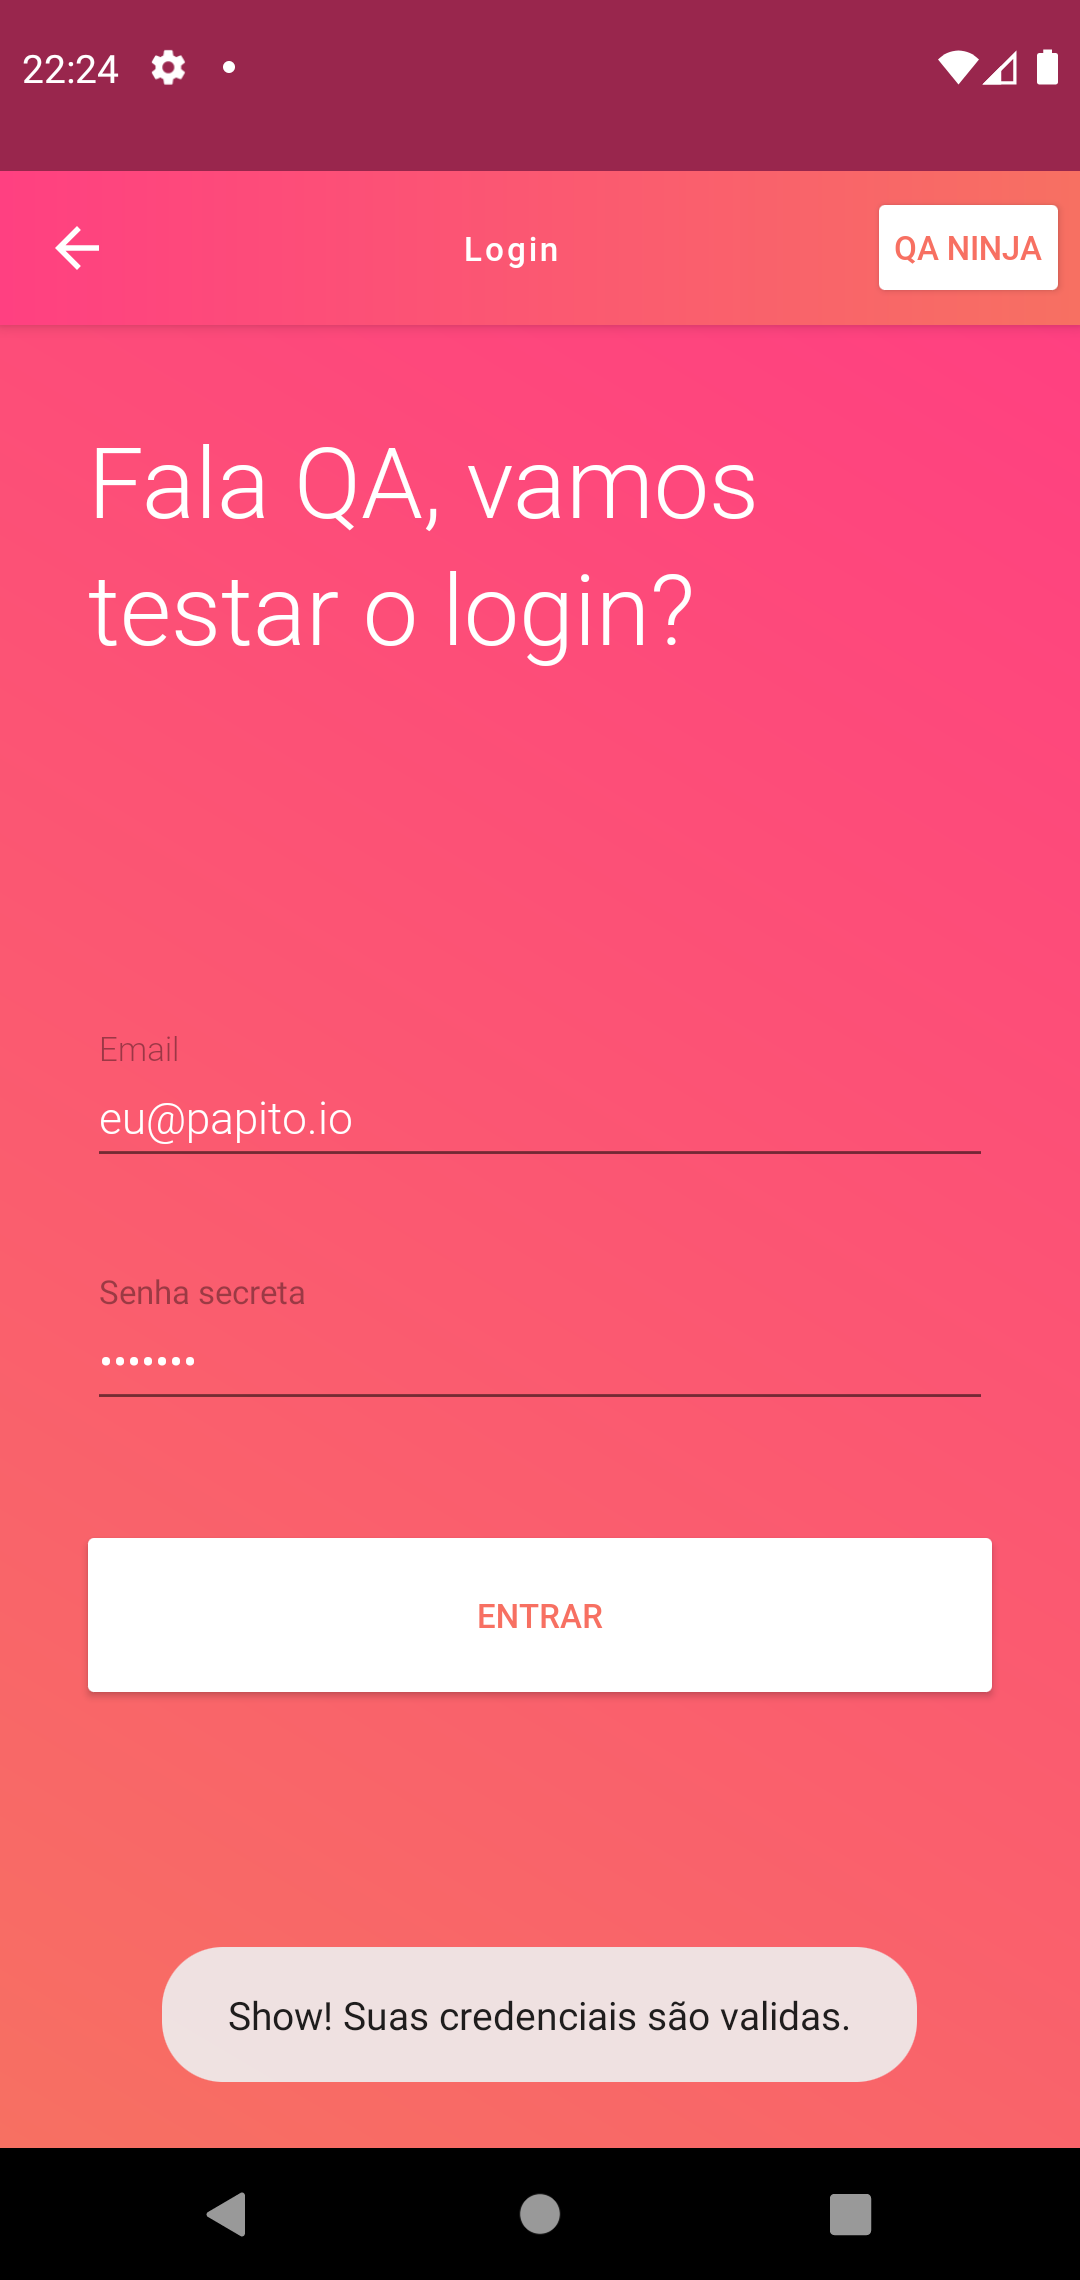 22:24
Login
QA NINJA
Fala QA, vamos
testar o login?
Email
eu@papito.io
Senha secreta
•••••••
ENTRAR
Show! Suas credenciais são validas.